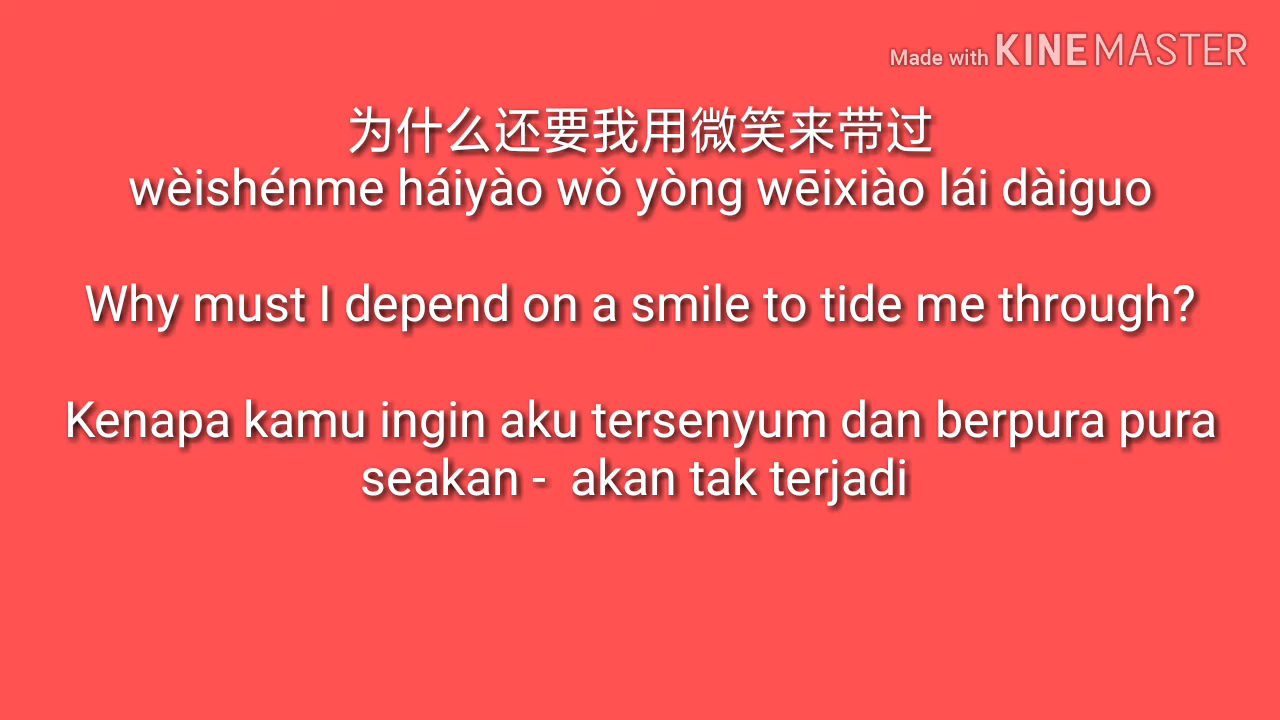 Made with KINEMASTER
为什么还要我用微笑来带过
wèishénme háiyào wǒ yòng wēixiào lái dàiguo
Why must I depend on a smile to tide me through?
Kenapa kamu ingin aku tersenyum dan berpura pura
seakan -  akan tak terjadi